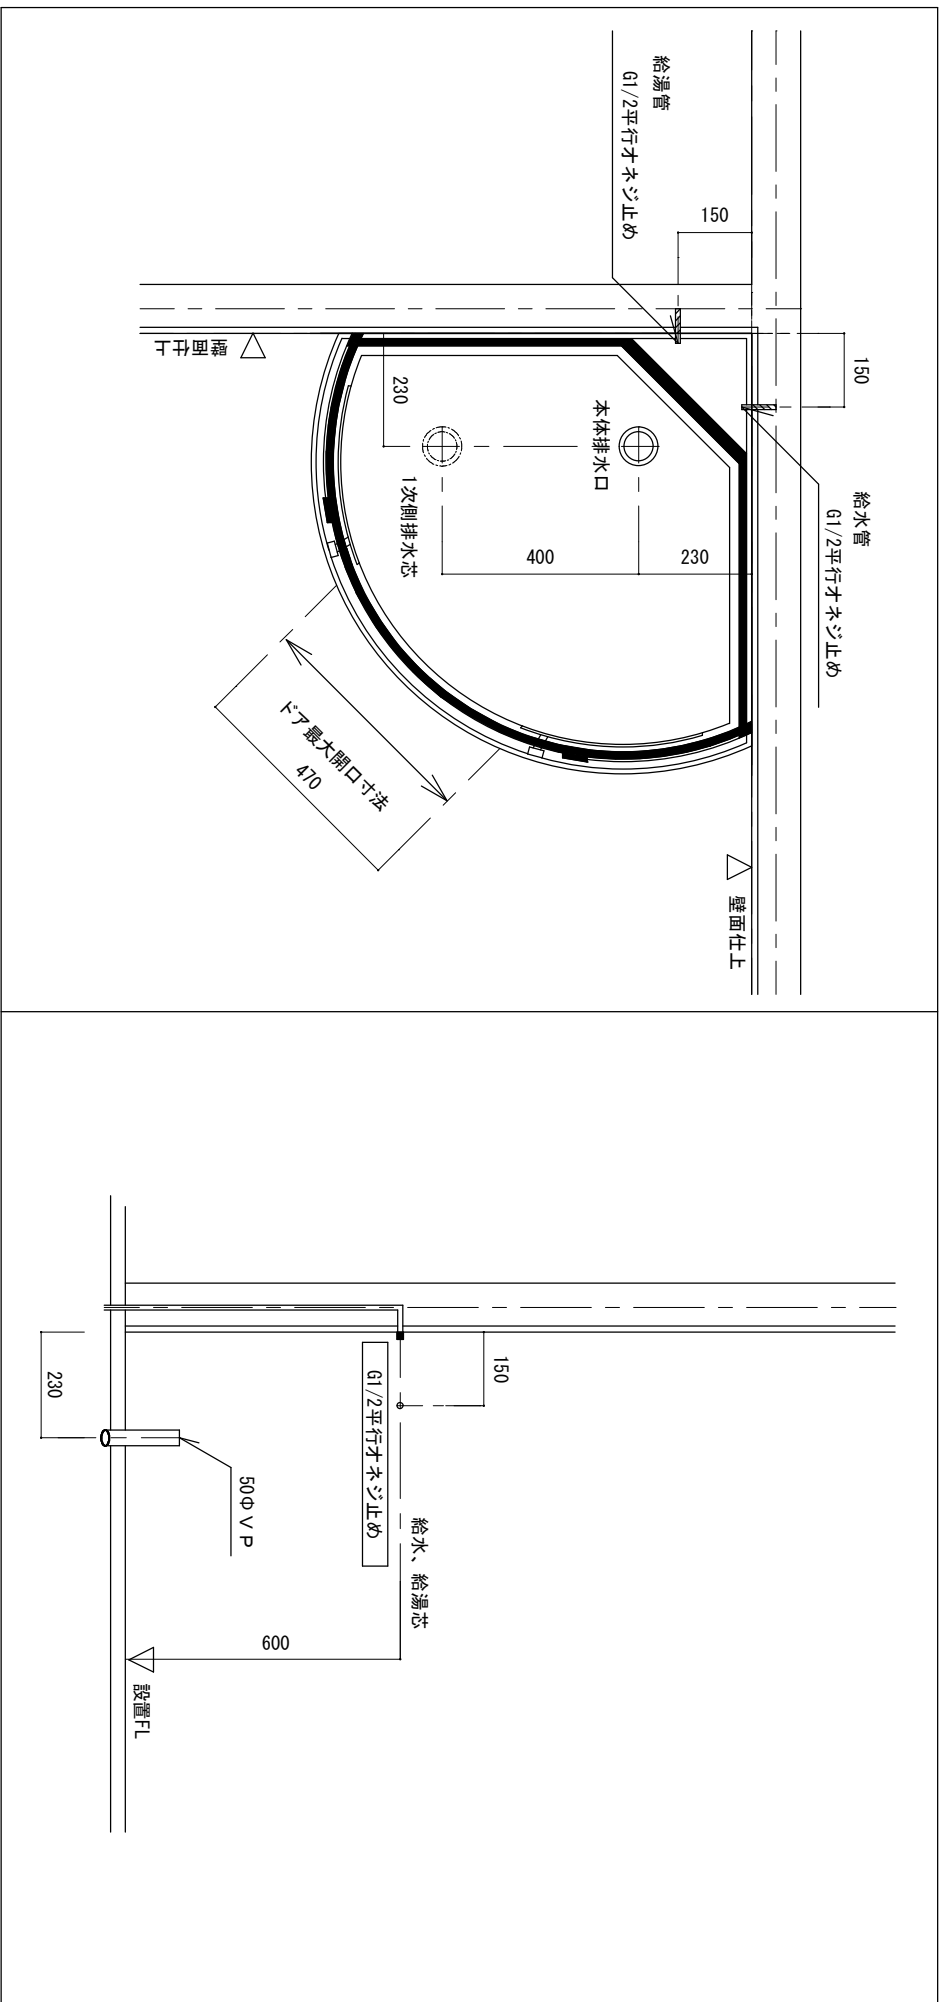 給湯管
G1/2平行オネジ止め
150
150
給水管
G1/2平行オネジ止め
壁面仕上
230
本体排水口
1次側排水芯
400
230
ドア最大開口寸法
470
壁面仕上
150
G1/2平行オネジ止め
給水、給湯芯
230
50ΦVP
600
設置FL